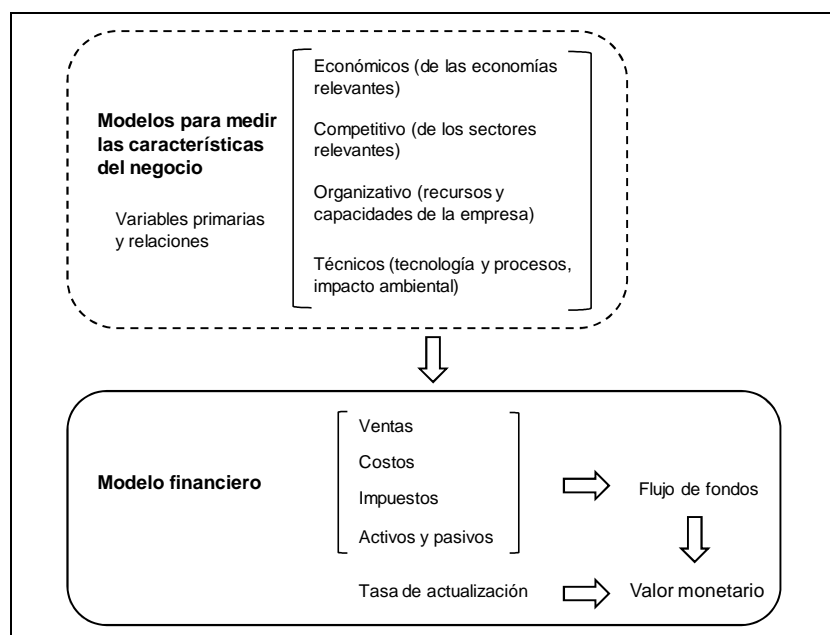 Modelos para medir
las características
del negocio
Variables primarias
y relaciones
Económicos (de las economías
relevantes)
Competitivo (de los sectores
relevantes)
Organizativo (recursos y
capacidades de la empresa)
Técnicos (tecnología y procesos,
impacto ambiental)
Modelo financiero
Ventas
Costos
Impuestos
Activos y pasivos
Flujo de fondos
Tasa de actualización
Valor monetario